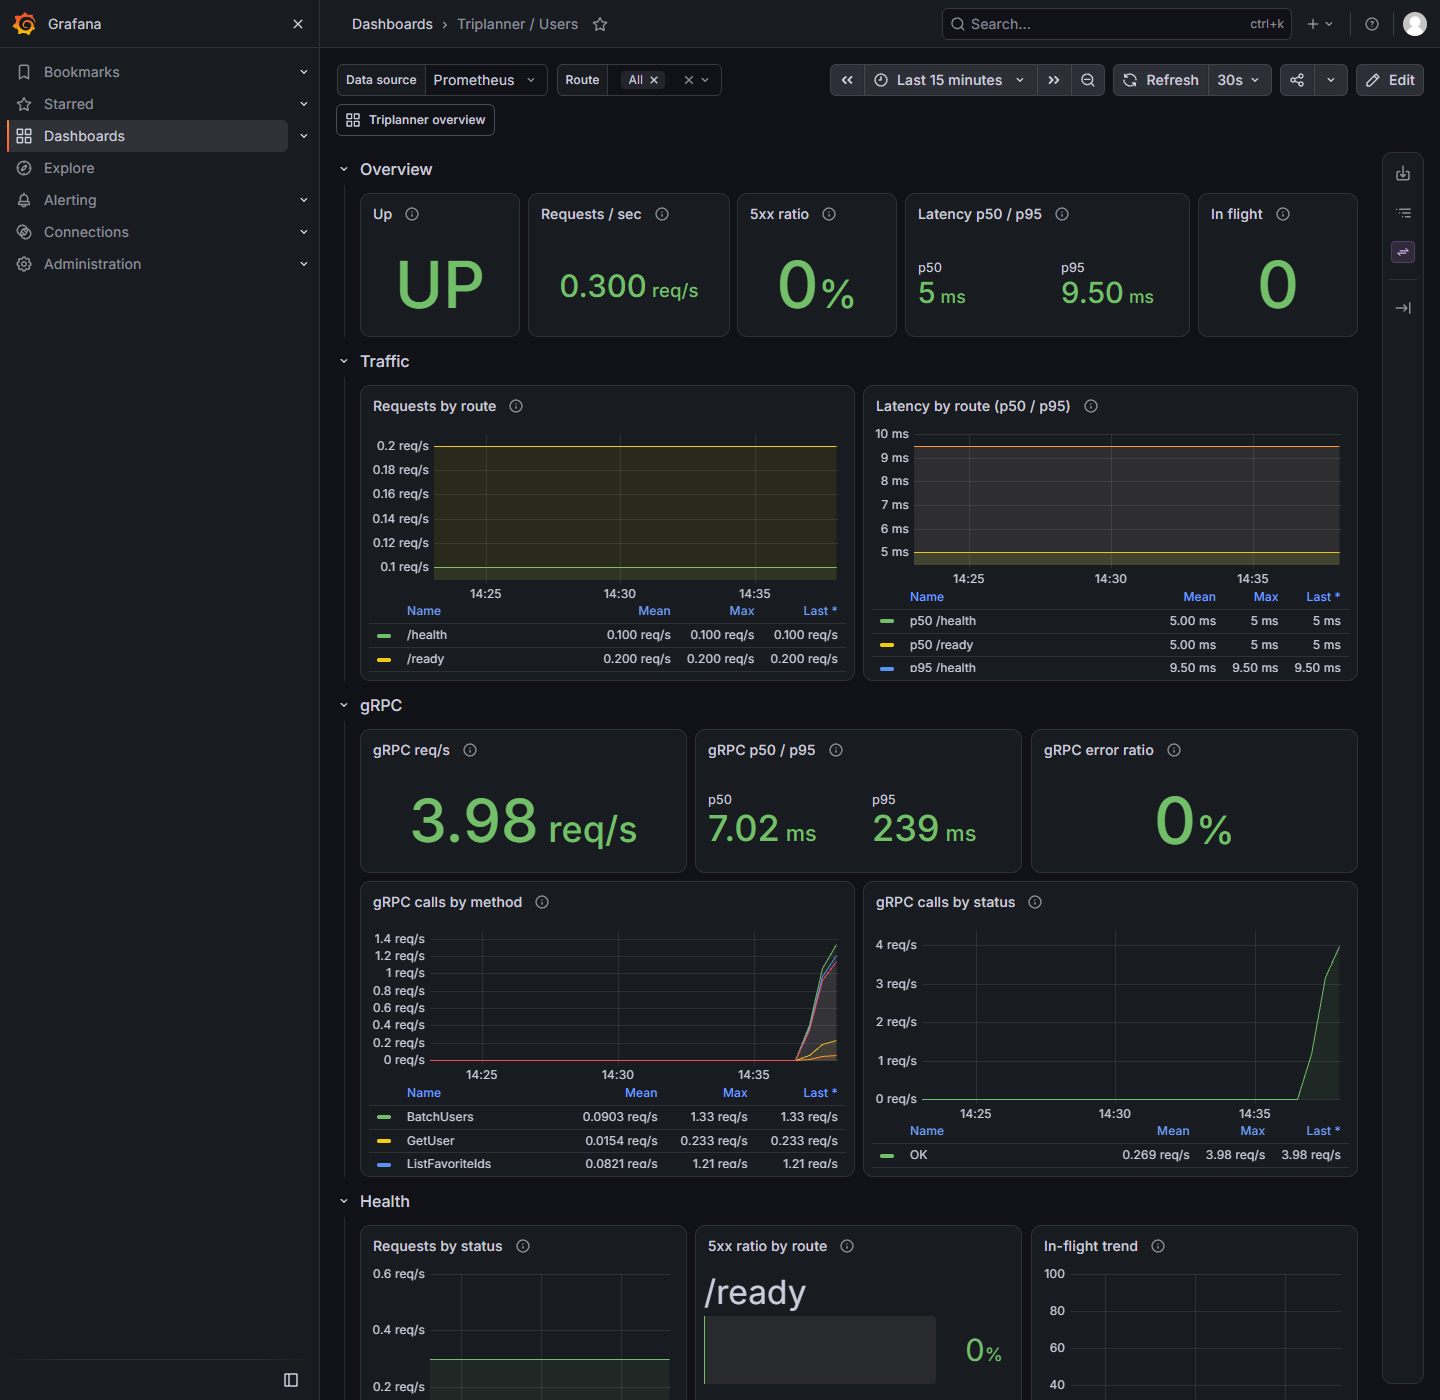 Grafana
Dashboards › Triplanner / Users
Search... ctrl+k
Bookmarks
Starred
Dashboards
Explore
Alerting
Connections
Administration
Data source Prometheus Route All
Last 15 minutes Refresh 30s Edit
Triplanner overview
Overview
Up
UP
Requests / sec
0.300 req/s
5xx ratio
0%
Latency p50 / p95
p50 p95
5 ms 9.50 ms
In flight
0
Traffic
Requests by route
0.2 req/s
0.18 req/s
0.16 req/s
0.14 req/s
0.12 req/s
0.1 req/s
14:25 14:30 14:35
Name Mean Max Last *
/health 0.100 req/s 0.100 req/s 0.100 req/s
/ready 0.200 req/s 0.200 req/s 0.200 req/s
Latency by route (p50 / p95)
10 ms
9 ms
8 ms
7 ms
6 ms
5 ms
14:25 14:30 14:35
Name Mean Max Last *
p50 /health 5.00 ms 5 ms 5 ms
p50 /ready 5.00 ms 5 ms 5 ms
p95 /health 9.50 ms 9.50 ms 9.50 ms
gRPC
gRPC req/s
3.98 req/s
gRPC p50 / p95
p50 p95
7.02 ms 239 ms
gRPC error ratio
0%
gRPC calls by method
1.4 req/s
1.2 req/s
1 req/s
0.8 req/s
0.6 req/s
0.4 req/s
0.2 req/s
0 req/s
14:25 14:30 14:35
Name Mean Max Last *
BatchUsers 0.0903 req/s 1.33 req/s 1.33 req/s
GetUser 0.0154 req/s 0.233 req/s 0.233 req/s
ListFavoriteIds 0.0821 req/s 1.21 req/s 1.21 req/s
gRPC calls by status
4 req/s
3 req/s
2 req/s
1 req/s
0 req/s
14:25 14:30 14:35
Name Mean Max Last *
OK 0.269 req/s 3.98 req/s 3.98 req/s
Health
Requests by status
0.6 req/s
0.4 req/s
0.2 req/s
5xx ratio by route
/ready
0%
In-flight trend
100
80
60
40